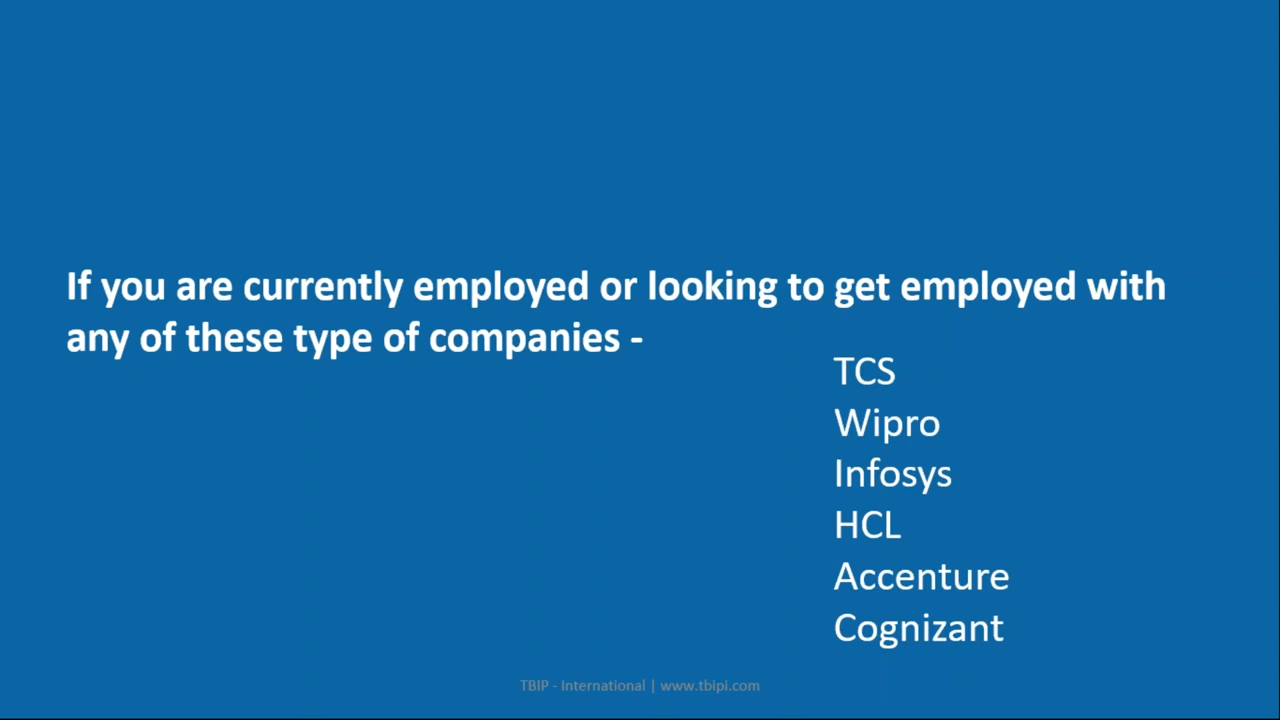 If you are currently employed or looking to get employed with
any of these type of companies -
TCS
Wipro
Infosys
HCL
Accenture
Cognizant
TBIP - International | www.tbipi.com